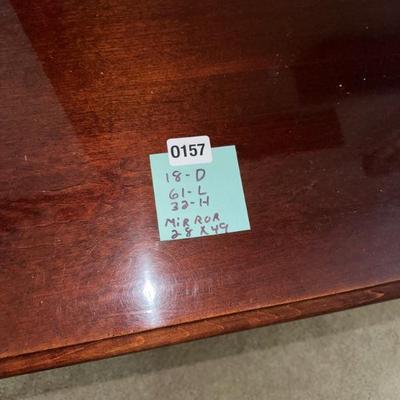 0157
18-D
61-L
32-H
MiRROR
28 X 49